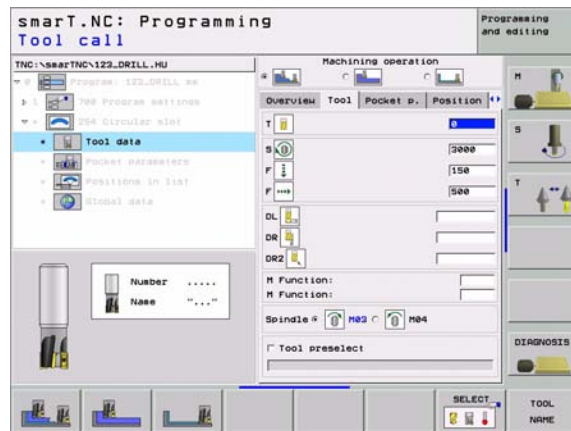 smarT.NC: Programming
Tool call
Programming
and editing
TNC:\smarTNC\123_DRILL.HU
0 Program: 123_DRILL mm
1 700 Program settings
254 Circular slot
Tool data
Pocket parameters
Positions in list
Global data
Number .....
Name "..."
Machining operation
Overview Tool Pocket p. Position
T 0
S 3000
F 150
F 500
DL
DR
DR2
M Function:
M Function:
Spindle M03 M04
Tool preselect
M
S
T
DIAGNOSIS
SELECT
TOOL
NAME